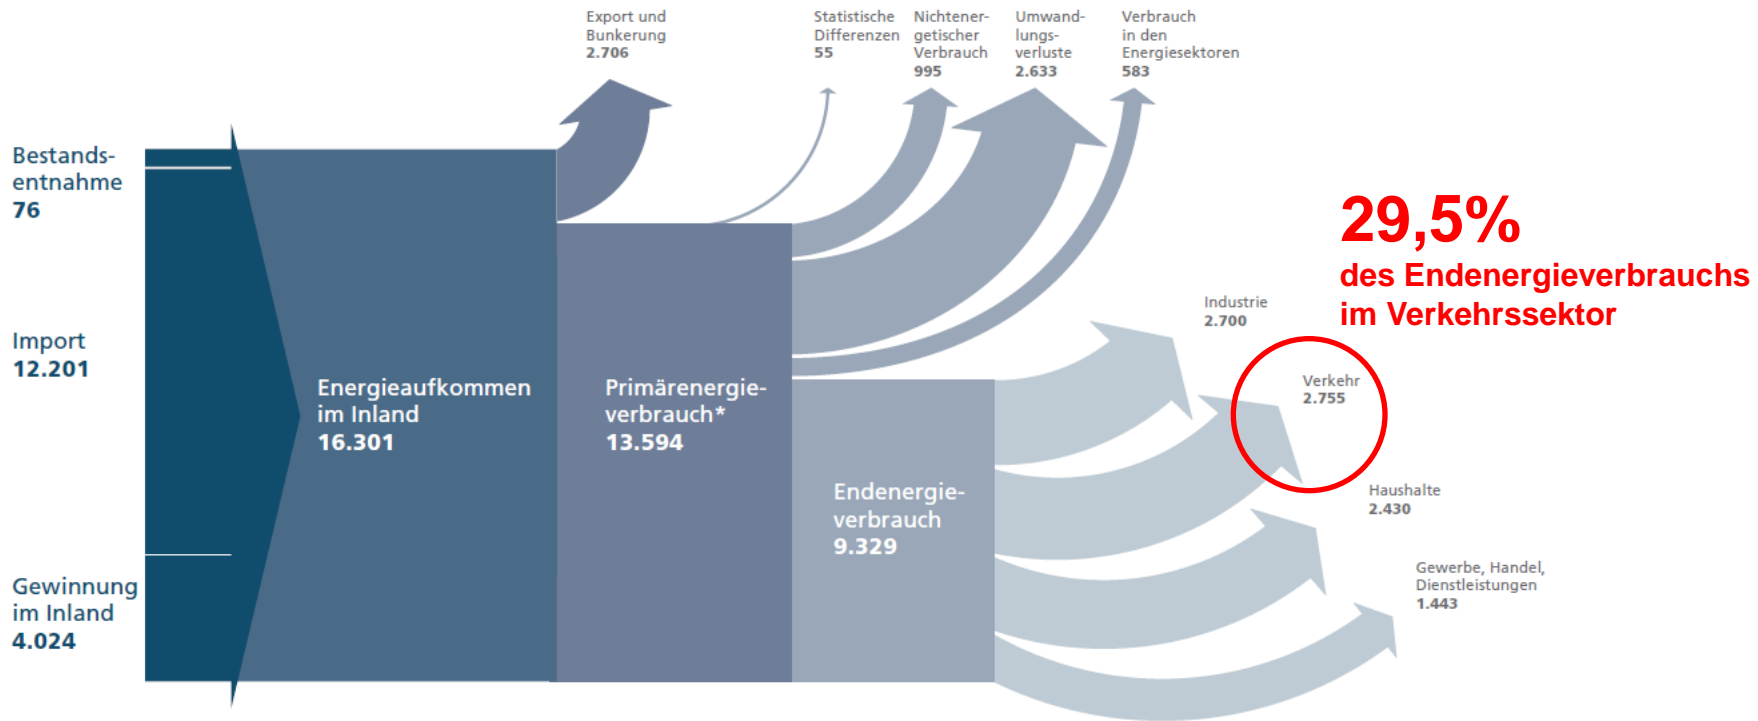 Export und
Bunkerung
2.706
Statistische
Differenzen
55
Nichtener-
getischer
Verbrauch
995
Umwand-
lungs-
verluste
2.633
Verbrauch
in den
Energiesektoren
583
Bestands-
entnahme
76
Import
12.201
Gewinnung
im Inland
4.024
Energieaufkommen
im Inland
16.301
Primärenergie-
verbrauch*
13.594
Endenergie-
verbrauch
9.329
29,5%
des Endenergieverbrauchs
im Verkehrssektor
Industrie
2.700
Verkehr
2.755
Haushalte
2.430
Gewerbe, Handel,
Dienstleistungen
1.443